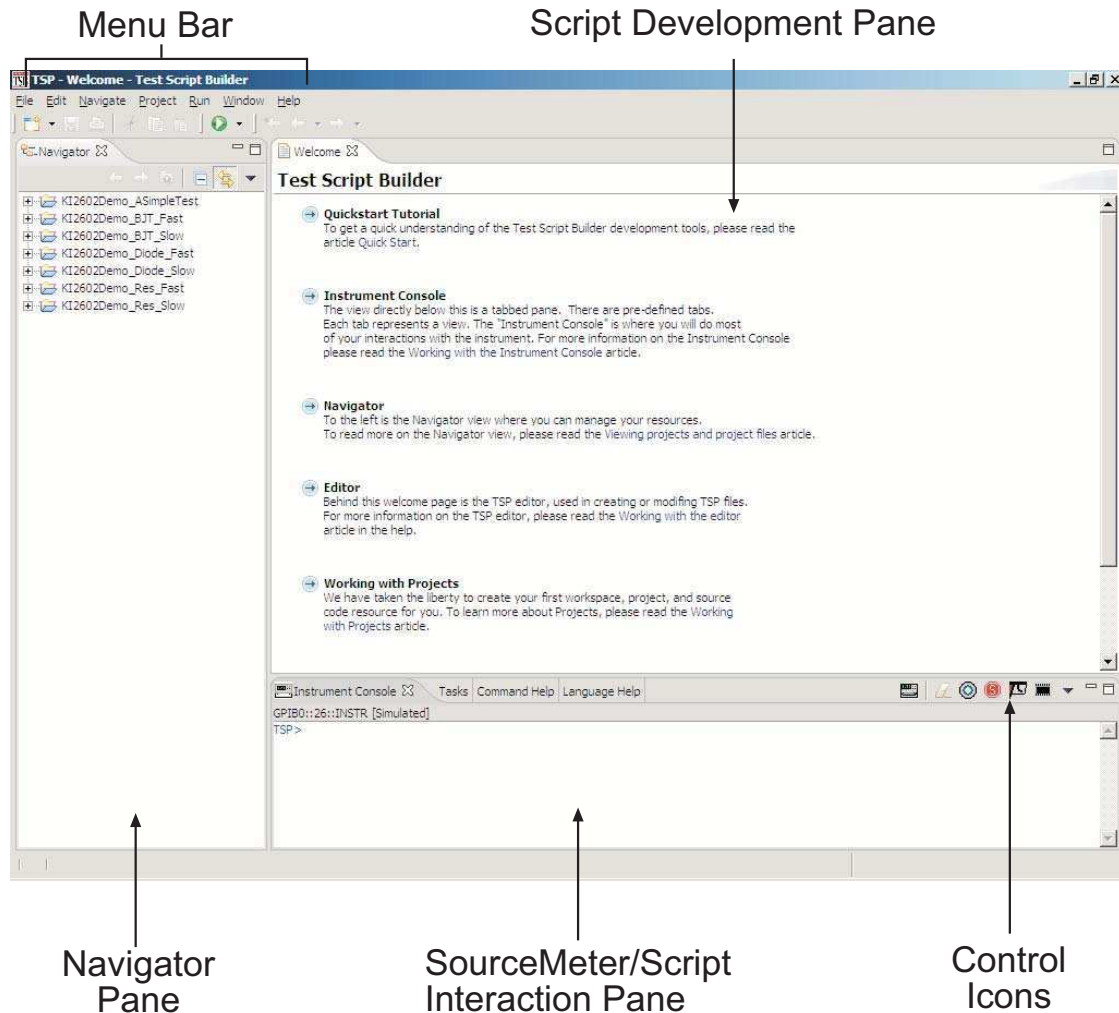 Menu Bar
Script Development Pane
TSP - Welcome - Test Script Builder
File Edit Navigate Project Run Window Help
Navigator
Welcome
Test Script Builder
KI2602Demo_ASimpleTest
KI2602Demo_BJT_Fast
KI2602Demo_BJT_Slow
KI2602Demo_Diode_Fast
KI2602Demo_Diode_Slow
KI2602Demo_Res_Fast
KI2602Demo_Res_Slow
Quickstart Tutorial
To get a quick understanding of the Test Script Builder development tools, please read the
article Quick Start.
Instrument Console
The view directly below this is a tabbed pane. There are pre-defined tabs.
Each tab represents a view. The "Instrument Console" is where you will do most
of your interactions with the instrument. For more information on the Instrument Console
please read the Working with the Instrument Console article.
Navigator
To the left is the Navigator view where you can manage your resources.
To read more on the Navigator view, please read the Viewing projects and project files article.
Editor
Behind this welcome page is the TSP editor, used in creating or modifing TSP files.
For more information on the TSP editor, please read the Working with the editor
article in the help.
Working with Projects
We have taken the liberty to create your first workspace, project, and source
code resource for you. To learn more about Projects, please read the Working
with Projects article.
Instrument Console Tasks Command Help Language Help
GPIB0::26::INSTR [Simulated]
TSP>
Navigator
Pane
SourceMeter/Script
Interaction Pane
Control
Icons